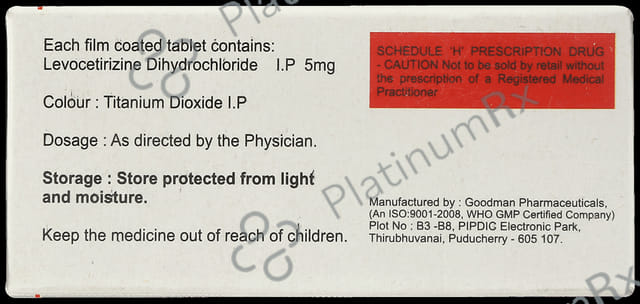 Each film coated tablet contains:
Levocetirizine Dihydrochloride I.P 5mg
Colour : Titanium Dioxide I.P
Dosage : As directed by the Physician.
Storage : Store protected from light
and moisture.
Keep the medicine out of reach of children.
SCHEDULE 'H' PRESCRIPTION DRUG
- CAUTION Not to be sold by retail without
the prescription of a Registered Medical
Practitioner
Manufactured by : Goodman Pharmaceuticals,
(An ISO:9001-2008, WHO GMP Certified Company)
Plot No : B3 -B8, PIPDIC Electronic Park,
Thirubhuvanai, Puducherry - 605 107.
PlatinumRx
PlatinumRx